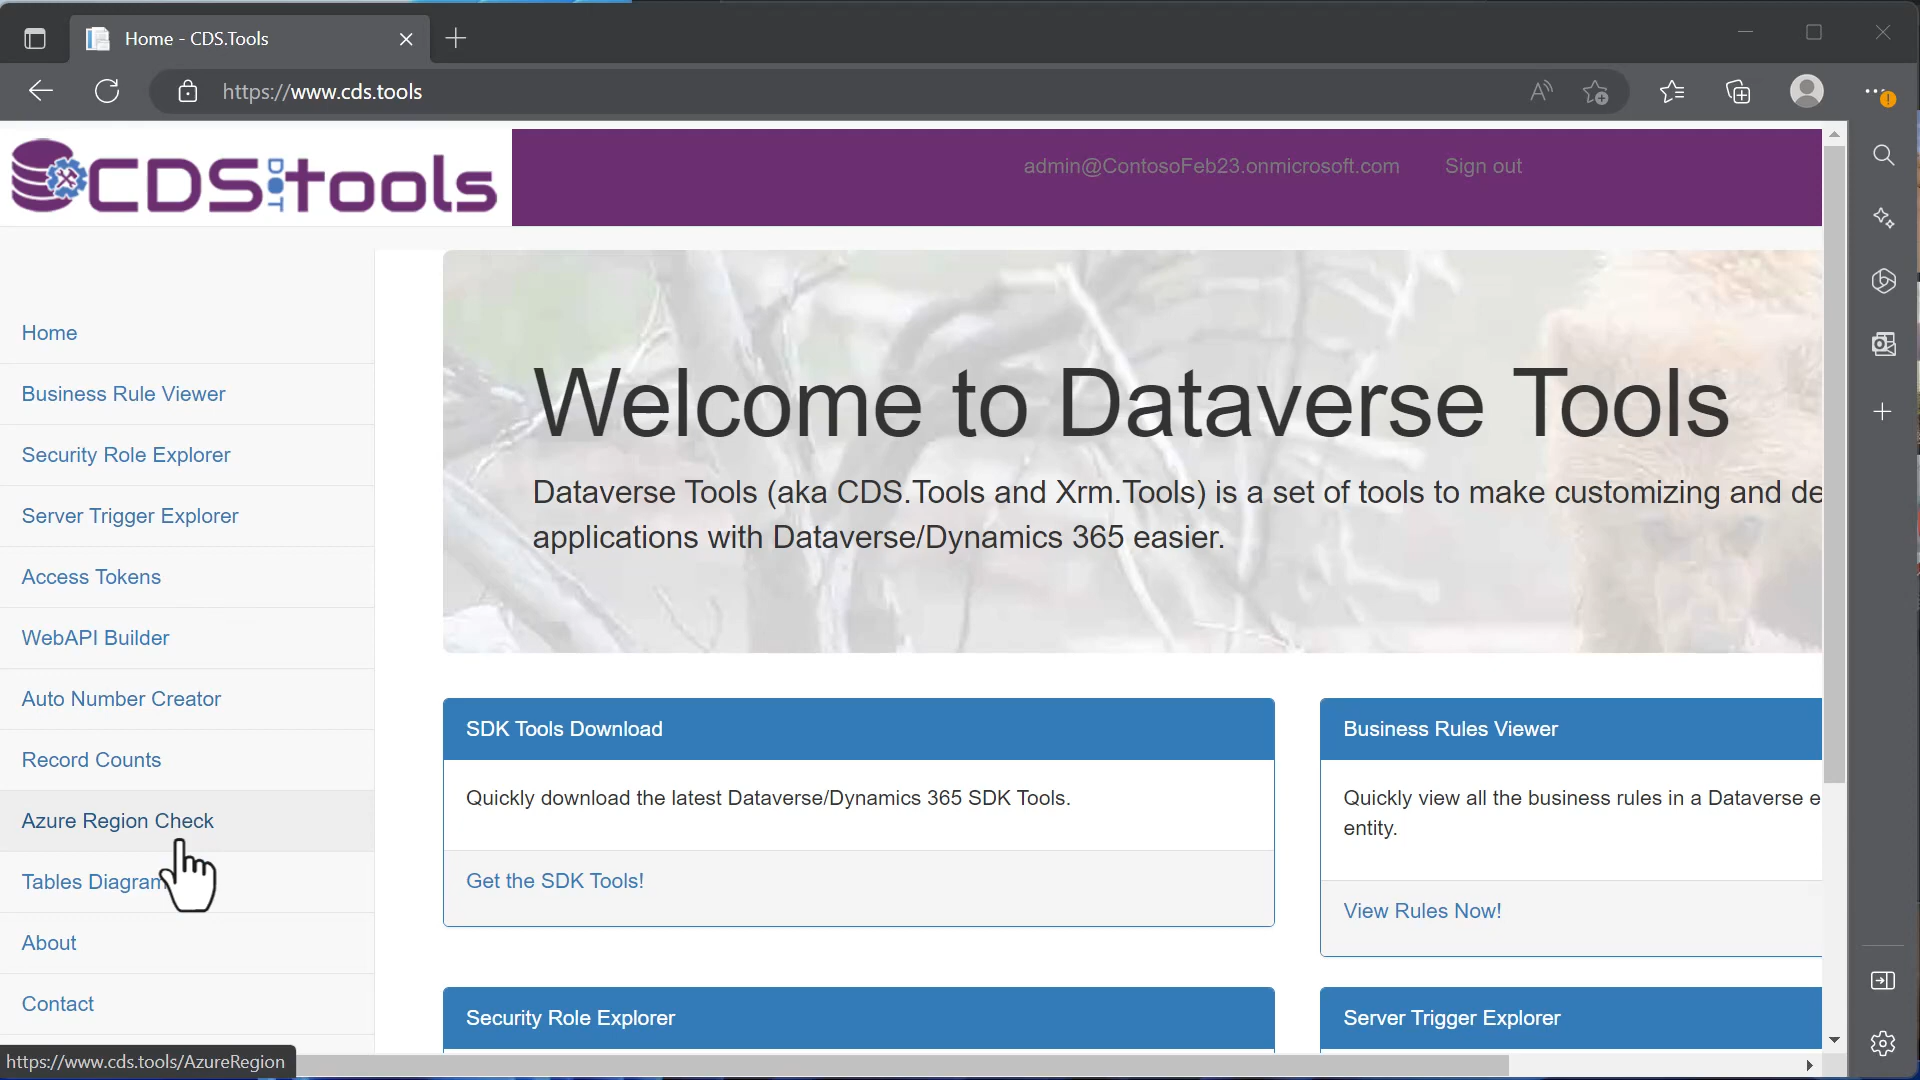 Home - CDS.Tools
https://www.cds.tools
CDS DOT tools
admin@ContosoFeb23.onmicrosoft.com
Sign out
Home
Business Rule Viewer
Security Role Explorer
Server Trigger Explorer
Access Tokens
WebAPI Builder
Auto Number Creator
Record Counts
Azure Region Check
Tables Diagram
About
Contact
Welcome to Dataverse Tools
Dataverse Tools (aka CDS.Tools and Xrm.Tools) is a set of tools to make customizing and de
applications with Dataverse/Dynamics 365 easier.
SDK Tools Download
Quickly download the latest Dataverse/Dynamics 365 SDK Tools.
Get the SDK Tools!
Business Rules Viewer
Quickly view all the business rules in a Dataverse e
entity.
View Rules Now!
Security Role Explorer
Server Trigger Explorer
https://www.cds.tools/AzureRegion